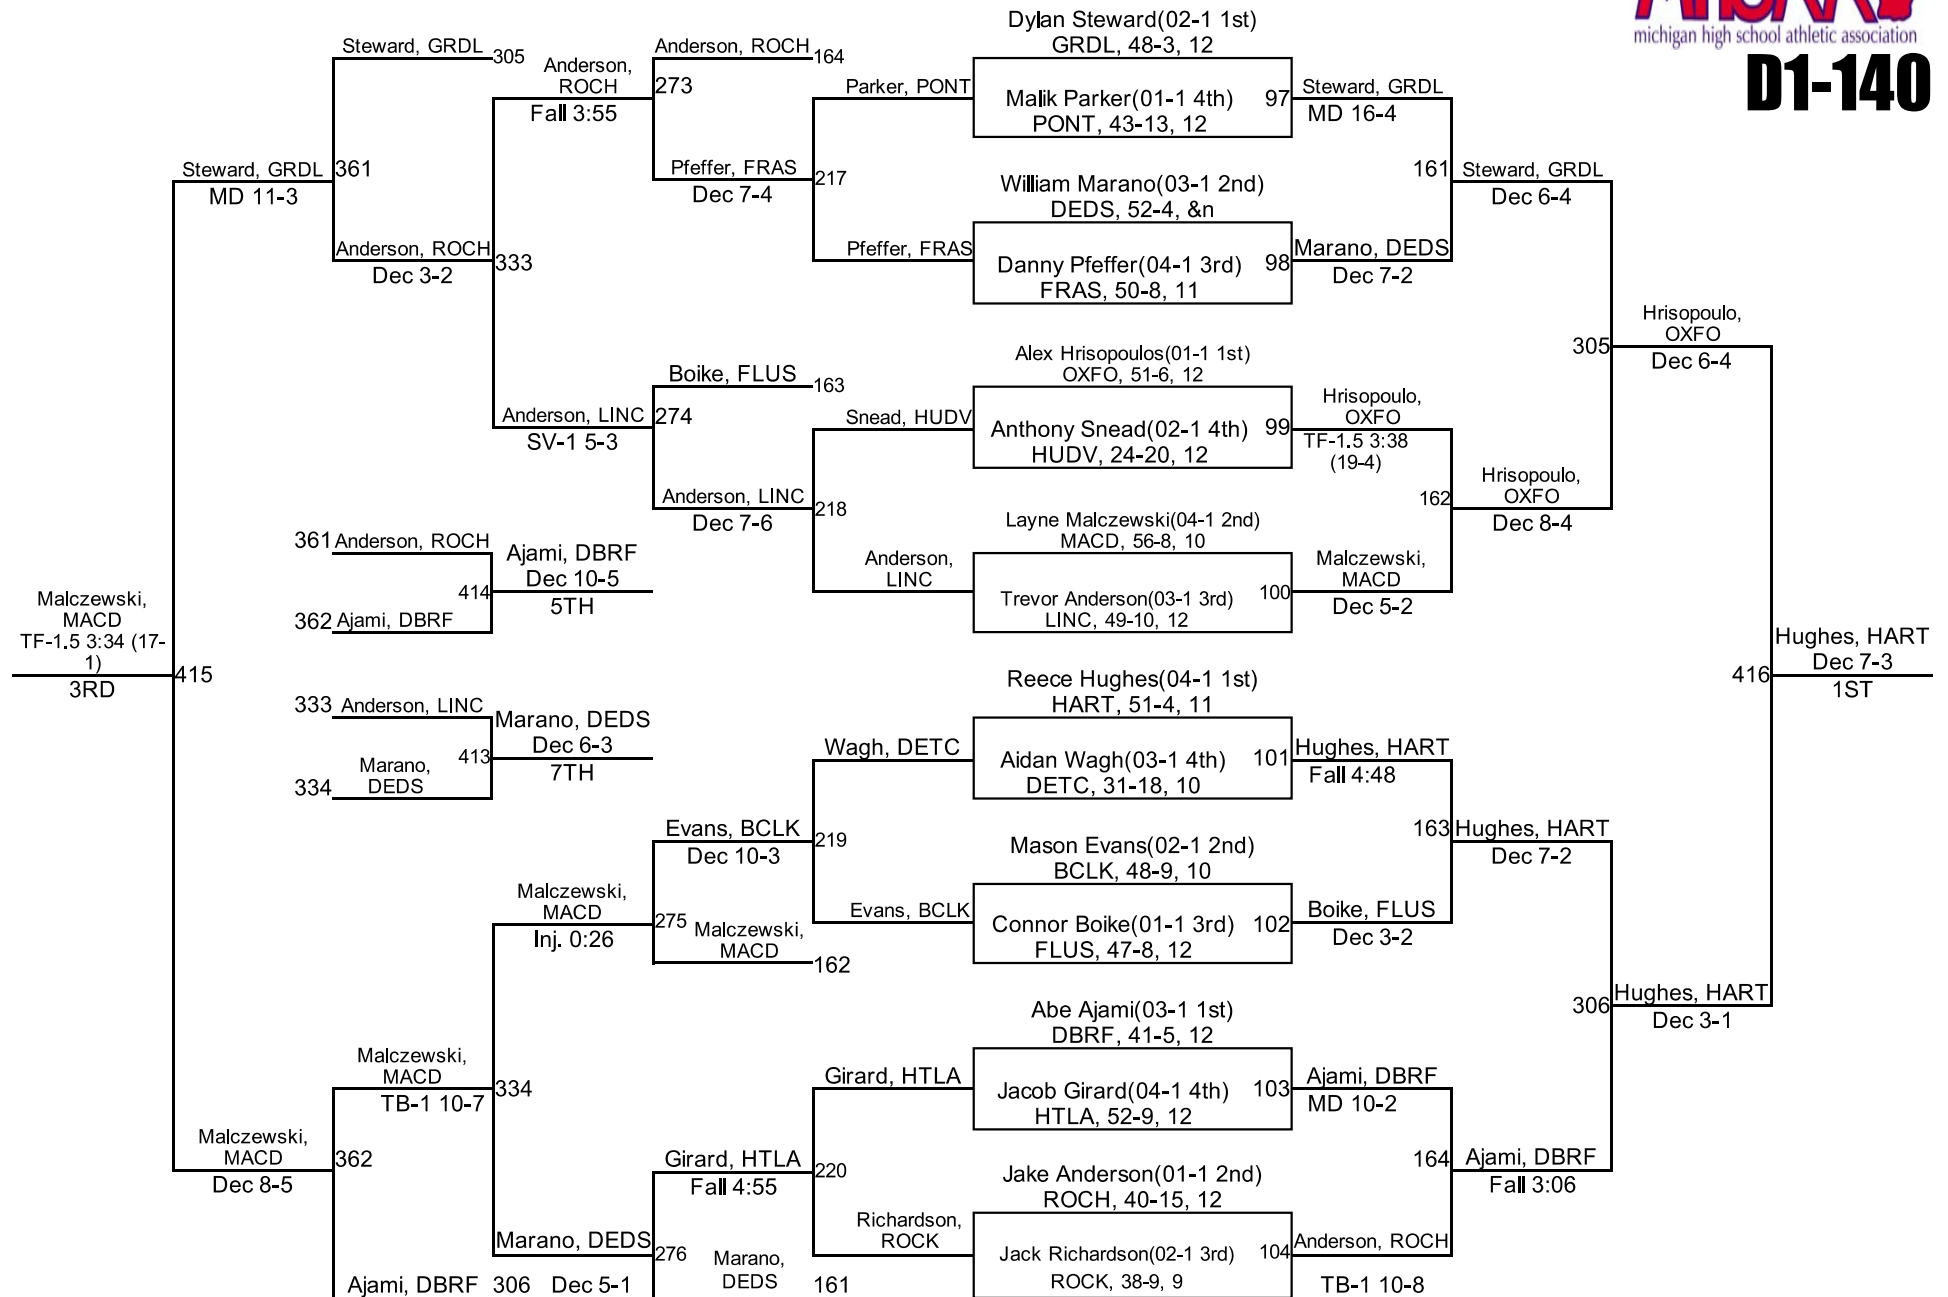 MHSAA
michigan high school athletic association
D1-140
Dylan Steward(02-1 1st)
GRDL, 48-3, 12
Steward, GRDL
305
Anderson, ROCH
164
Anderson,
ROCH
273
Fall 3:55
Parker, PONT
Malik Parker(01-1 4th)
97
PONT, 43-13, 12
Steward, GRDL
MD 16-4
Steward, GRDL
361
MD 11-3
Pfeffer, FRAS
217
Dec 7-4
William Marano(03-1 2nd)
DEDS, 52-4, &n
161
Steward, GRDL
Dec 6-4
Anderson, ROCH
333
Dec 3-2
Pfeffer, FRAS
Danny Pfeffer(04-1 3rd)
98
FRAS, 50-8, 11
Marano, DEDS
Dec 7-2
305
Hrisopoulo,
OXFO
Dec 6-4
Alex Hrisopoulos(01-1 1st)
OXFO, 51-6, 12
Boike, FLUS
163
Anderson, LINC
274
SV-1 5-3
Snead, HUDV
Anthony Snead(02-1 4th)
99
HUDV, 24-20, 12
Hrisopoulo,
OXFO
TF-1.5 3:38
(19-4)
Anderson, LINC
218
Dec 7-6
162
Hrisopoulo,
OXFO
Dec 8-4
Layne Malczewski(04-1 2nd)
MACD, 56-8, 10
361
Anderson, ROCH
414
Ajami, DBRF
Dec 10-5
5TH
362
Ajami, DBRF
Anderson,
LINC
Trevor Anderson(03-1 3rd)
100
LINC, 49-10, 12
Malczewski,
MACD
Dec 5-2
Malczewski,
MACD
TF-1.5 3:34 (17-
1)
415
3RD
416
Hughes, HART
Dec 7-3
1ST
Reece Hughes(04-1 1st)
HART, 51-4, 11
333
Anderson, LINC
413
Marano, DEDS
Dec 6-3
7TH
334
Marano,
DEDS
Wagh, DETC
Aidan Wagh(03-1 4th)
101
DETC, 31-18, 10
Hughes, HART
Fall 4:48
Evans, BCLK
219
Dec 10-3
Mason Evans(02-1 2nd)
BCLK, 48-9, 10
163
Hughes, HART
Dec 7-2
Malczewski,
MACD
275
Inj. 0:26
Malczewski,
MACD
162
Evans, BCLK
Connor Boike(01-1 3rd)
102
FLUS, 47-8, 12
Boike, FLUS
Dec 3-2
306
Hughes, HART
Dec 3-1
Abe Ajami(03-1 1st)
DBRF, 41-5, 12
Malczewski,
MACD
334
TB-1 10-7
Girard, HTLA
Jacob Girard(04-1 4th)
103
HTLA, 52-9, 12
Ajami, DBRF
MD 10-2
Malczewski,
MACD
362
Dec 8-5
Girard, HTLA
220
Fall 4:55
Jake Anderson(01-1 2nd)
ROCH, 40-15, 12
164
Ajami, DBRF
Fall 3:06
Marano, DEDS
276
Dec 5-1
Marano,
DEDS
161
Richardson,
ROCK
Jack Richardson(02-1 3rd)
104
ROCK, 38-9, 9
Anderson, ROCH
TB-1 10-8
Ajami, DBRF
306